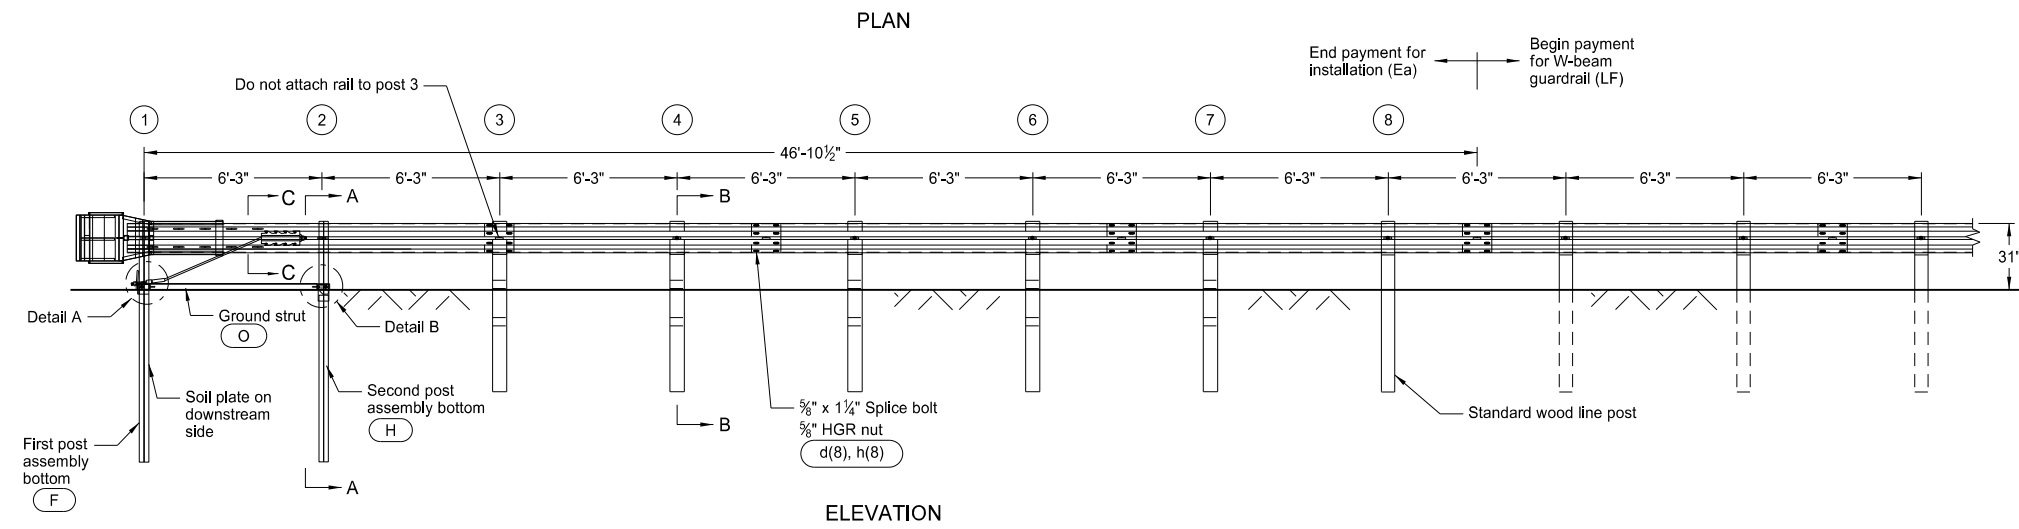 PLAN
End payment for
installation (Ea)
Begin payment
for W-beam
guardrail (LF)
Do not attach rail to post 3
1
2
3
4
5
6
7
8
46'-10½"
6'-3"
6'-3"
6'-3"
6'-3"
6'-3"
6'-3"
6'-3"
6'-3"
6'-3"
6'-3"
C
A
B
C
31"
Detail A
Ground strut
O
Detail B
Soil plate on
downstream
side
Second post
assembly bottom
H
⅝" x 1¼" Splice bolt
⅝" HGR nut
d(8), h(8)
Standard wood line post
B
First post
assembly
bottom
F
A
ELEVATION